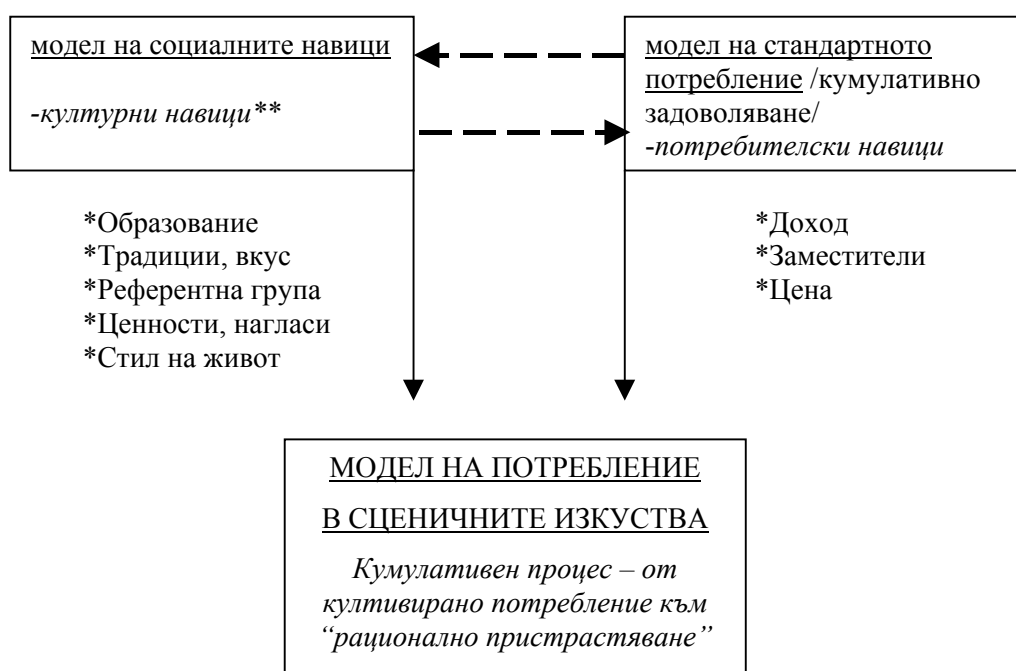 модел на социалните навици
-културни навици**
модел на стандартното
потребление /кумулативно
задоволяване/
-потребителски навици
*Образование
*Традиции, вкус
*Референтна група
*Ценности, нагласи
*Стил на живот
*Доход
*Заместители
*Цена
МОДЕЛ НА ПОТРЕБЛЕНИЕ
В СЦЕНИЧНИТЕ ИЗКУСТВА
Кумулативен процес – от
култивирано потребление към
“рационално пристрастяване”